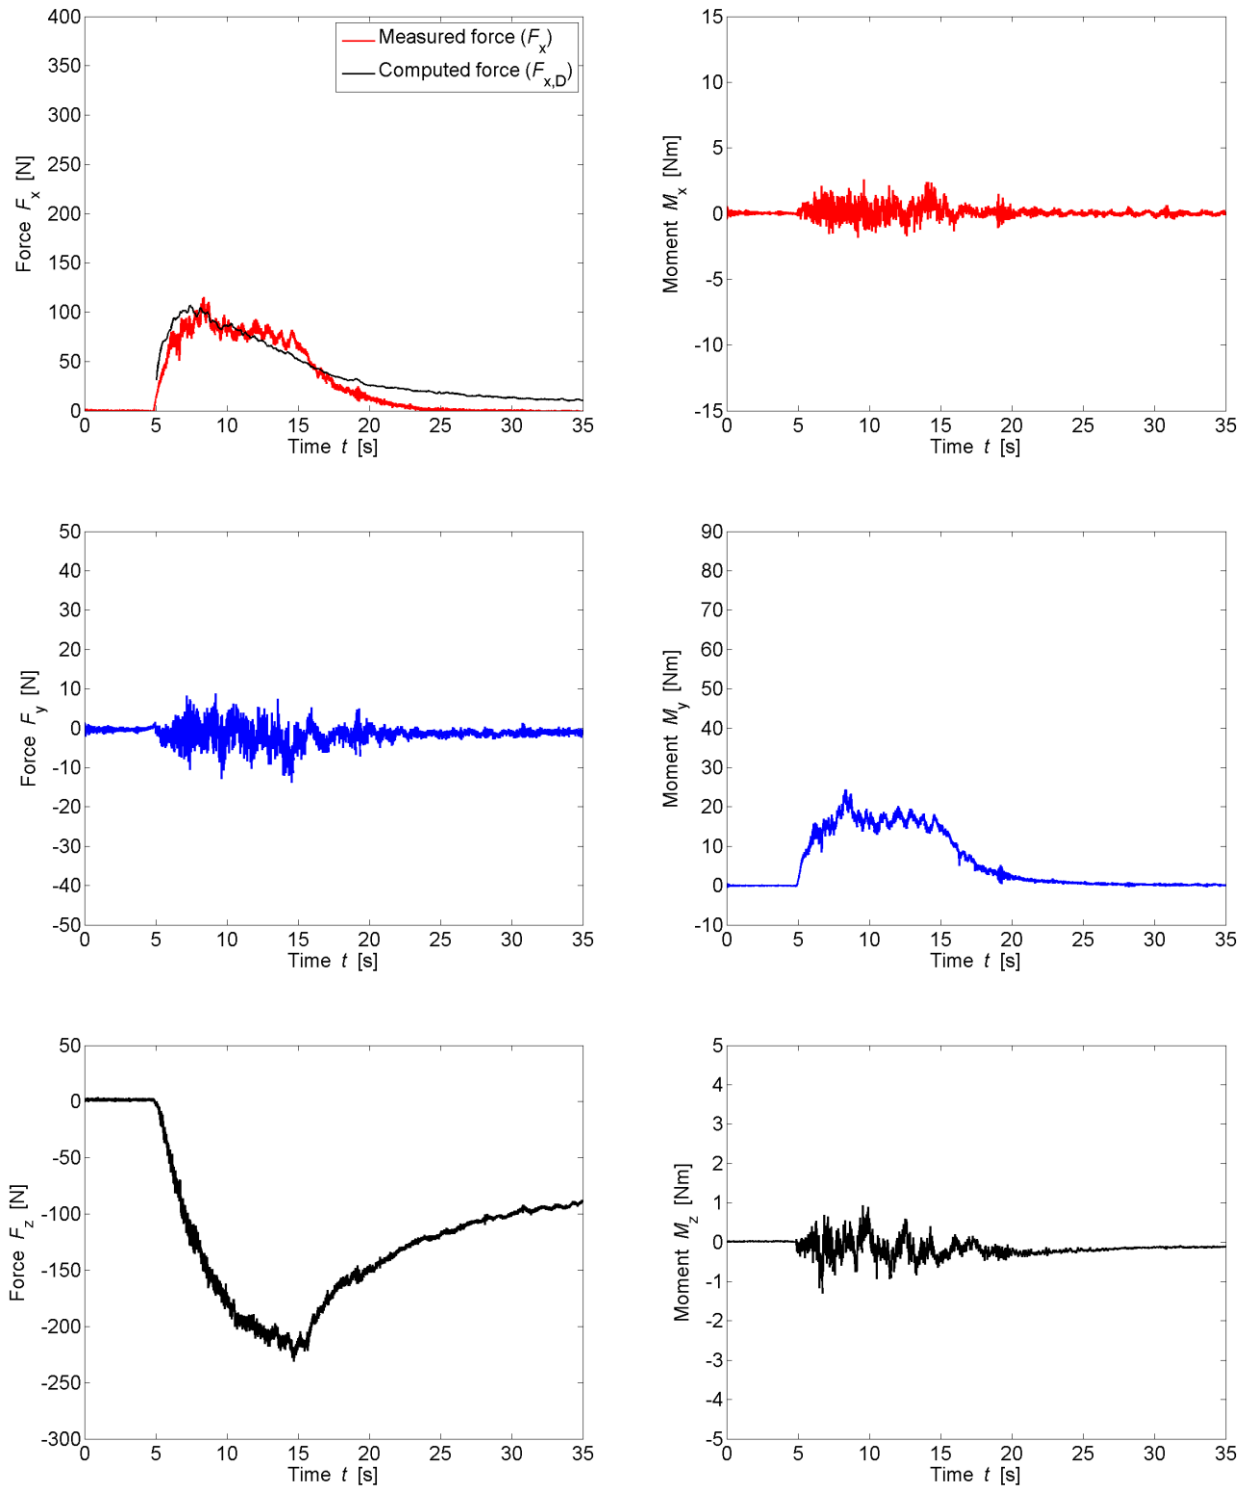 400
350
300
250
200
150
100
50
0
Force F_x [N]
Measured force (F_x)
Computed force (F_x,D)
0 5 10 15 20 25 30 35
Time t [s]
15
10
5
0
-5
-10
-15
Moment M_x [Nm]
0 5 10 15 20 25 30 35
Time t [s]
50
40
30
20
10
0
-10
-20
-30
-40
-50
Force F_y [N]
0 5 10 15 20 25 30 35
Time t [s]
90
80
70
60
50
40
30
20
10
0
-10
Moment M_y [Nm]
0 5 10 15 20 25 30 35
Time t [s]
50
0
-50
-100
-150
-200
-250
-300
Force F_z [N]
0 5 10 15 20 25 30 35
Time t [s]
5
4
3
2
1
0
-1
-2
-3
-4
-5
Moment M_z [Nm]
0 5 10 15 20 25 30 35
Time t [s]